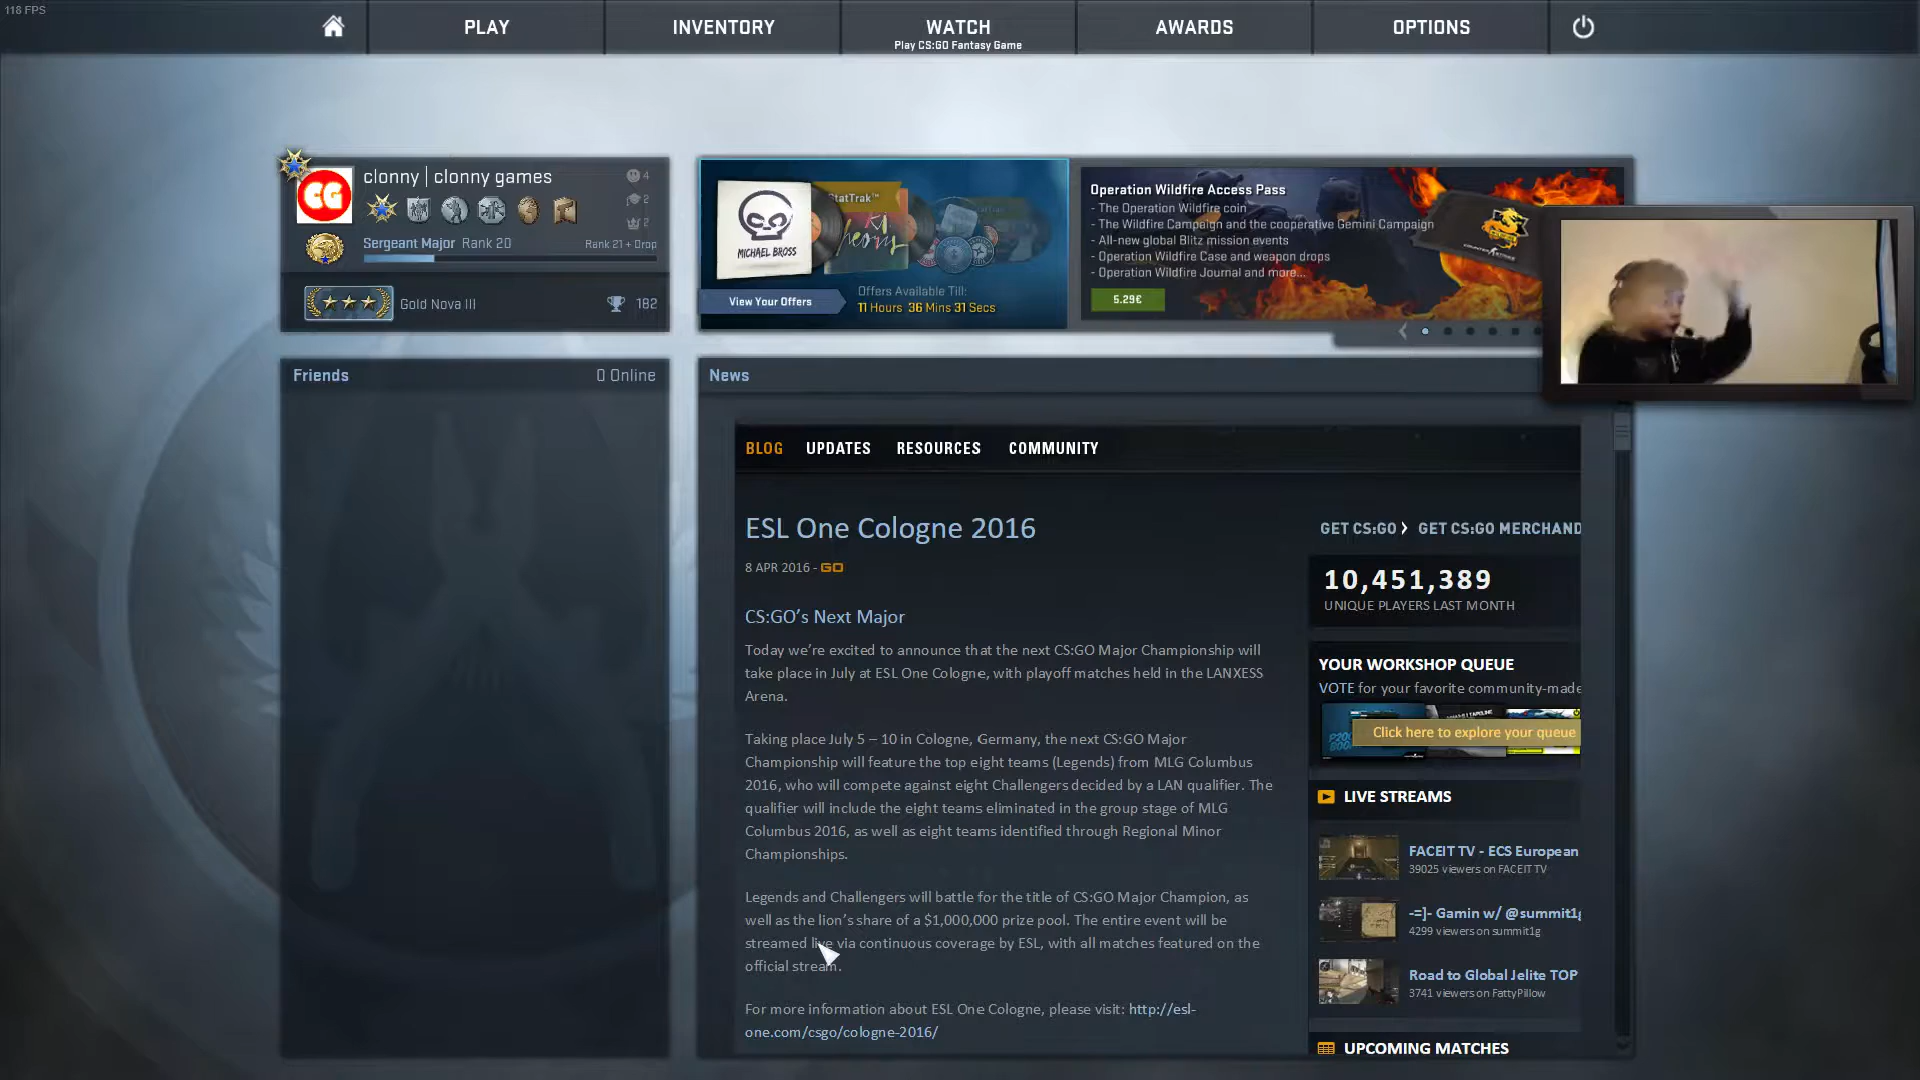 118 FPS
PLAY
INVENTORY
WATCH
Play CS:GO Fantasy Game
AWARDS
OPTIONS
CG
clonny | clonny games
4
2
2
Sergeant Major Rank 20
Rank 21 + Drop
Gold Nova III
182
StatTrak™
MICHAEL BROSS
View Your Offers
Offers Available Till:
11 Hours 36 Mins 31 Secs
Operation Wildfire Access Pass
- The Operation Wildfire coin
- The Wildfire Campaign and the cooperative Gemini Campaign
- All-new global Blitz mission events
- Operation Wildfire Case and weapon drops
- Operation Wildfire Journal and more...
5.29€
Friends
0 Online
News
BLOG
UPDATES
RESOURCES
COMMUNITY
ESL One Cologne 2016
8 APR 2016 - GO
CS:GO's Next Major
Today we're excited to announce that the next CS:GO Major Championship will
take place in July at ESL One Cologne, with playoff matches held in the LANXESS
Arena.
Taking place July 5 – 10 in Cologne, Germany, the next CS:GO Major
Championship will feature the top eight teams (Legends) from MLG Columbus
2016, who will compete against eight Challengers decided by a LAN qualifier. The
qualifier will include the eight teams eliminated in the group stage of MLG
Columbus 2016, as well as eight teams identified through Regional Minor
Championships.
Legends and Challengers will battle for the title of CS:GO Major Champion, as
well as the lion's share of a $1,000,000 prize pool. The entire event will be
streamed live via continuous coverage by ESL, with all matches featured on the
official stream.
For more information about ESL One Cologne, please visit: http://esl-
one.com/csgo/cologne-2016/
GET CS:GO
GET CS:GO MERCHAND
10,451,389
UNIQUE PLAYERS LAST MONTH
YOUR WORKSHOP QUEUE
VOTE for your favorite community-made
Click here to explore your queue
LIVE STREAMS
FACEIT TV - ECS European
39025 viewers on FACEIT TV
-=]- Gamin w/ @summit1g
4299 viewers on summit1g
Road to Global Jelite TOP
3741 viewers on FattyPillow
UPCOMING MATCHES